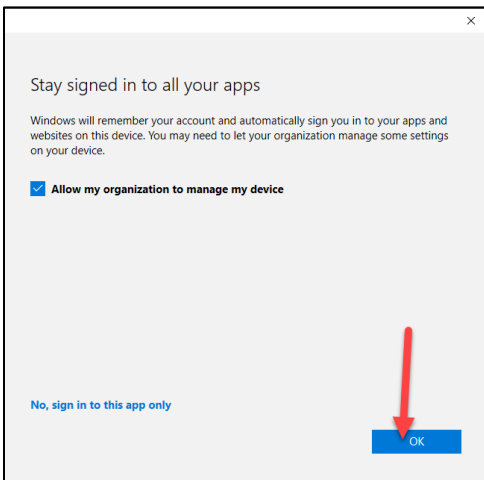 Stay signed in to all your apps
Windows will remember your account and automatically sign you in to your apps and
websites on this device. You may need to let your organization manage some settings
on your device.
Allow my organization to manage my device
No, sign in to this app only
OK